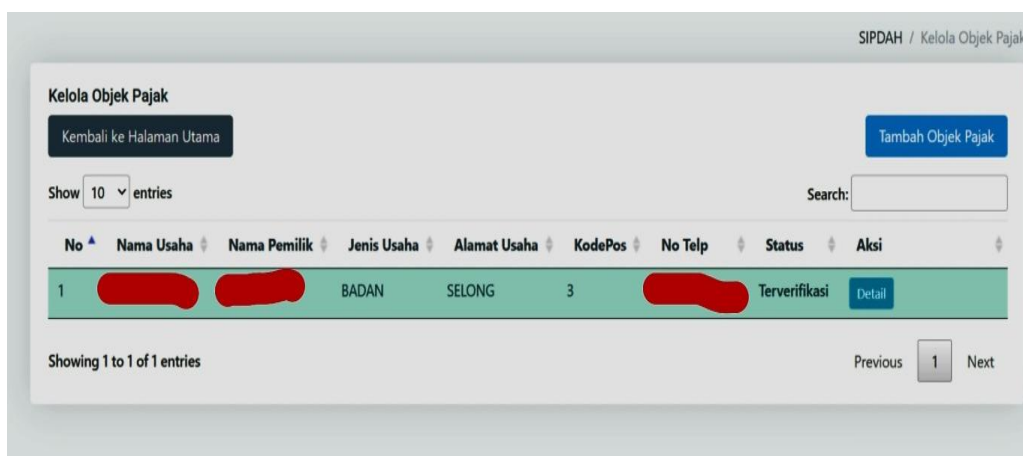 SIPDAH / Kelola Objek Pajak
Kelola Objek Pajak
Kembali ke Halaman Utama Tambah Objek Pajak
Show 10 entries Search:
No Nama Usaha Nama Pemilik Jenis Usaha Alamat Usaha KodePos No Telp Status Aksi
1 BADAN SELONG 3 Terverifikasi Detail
Showing 1 to 1 of 1 entries Previous 1 Next